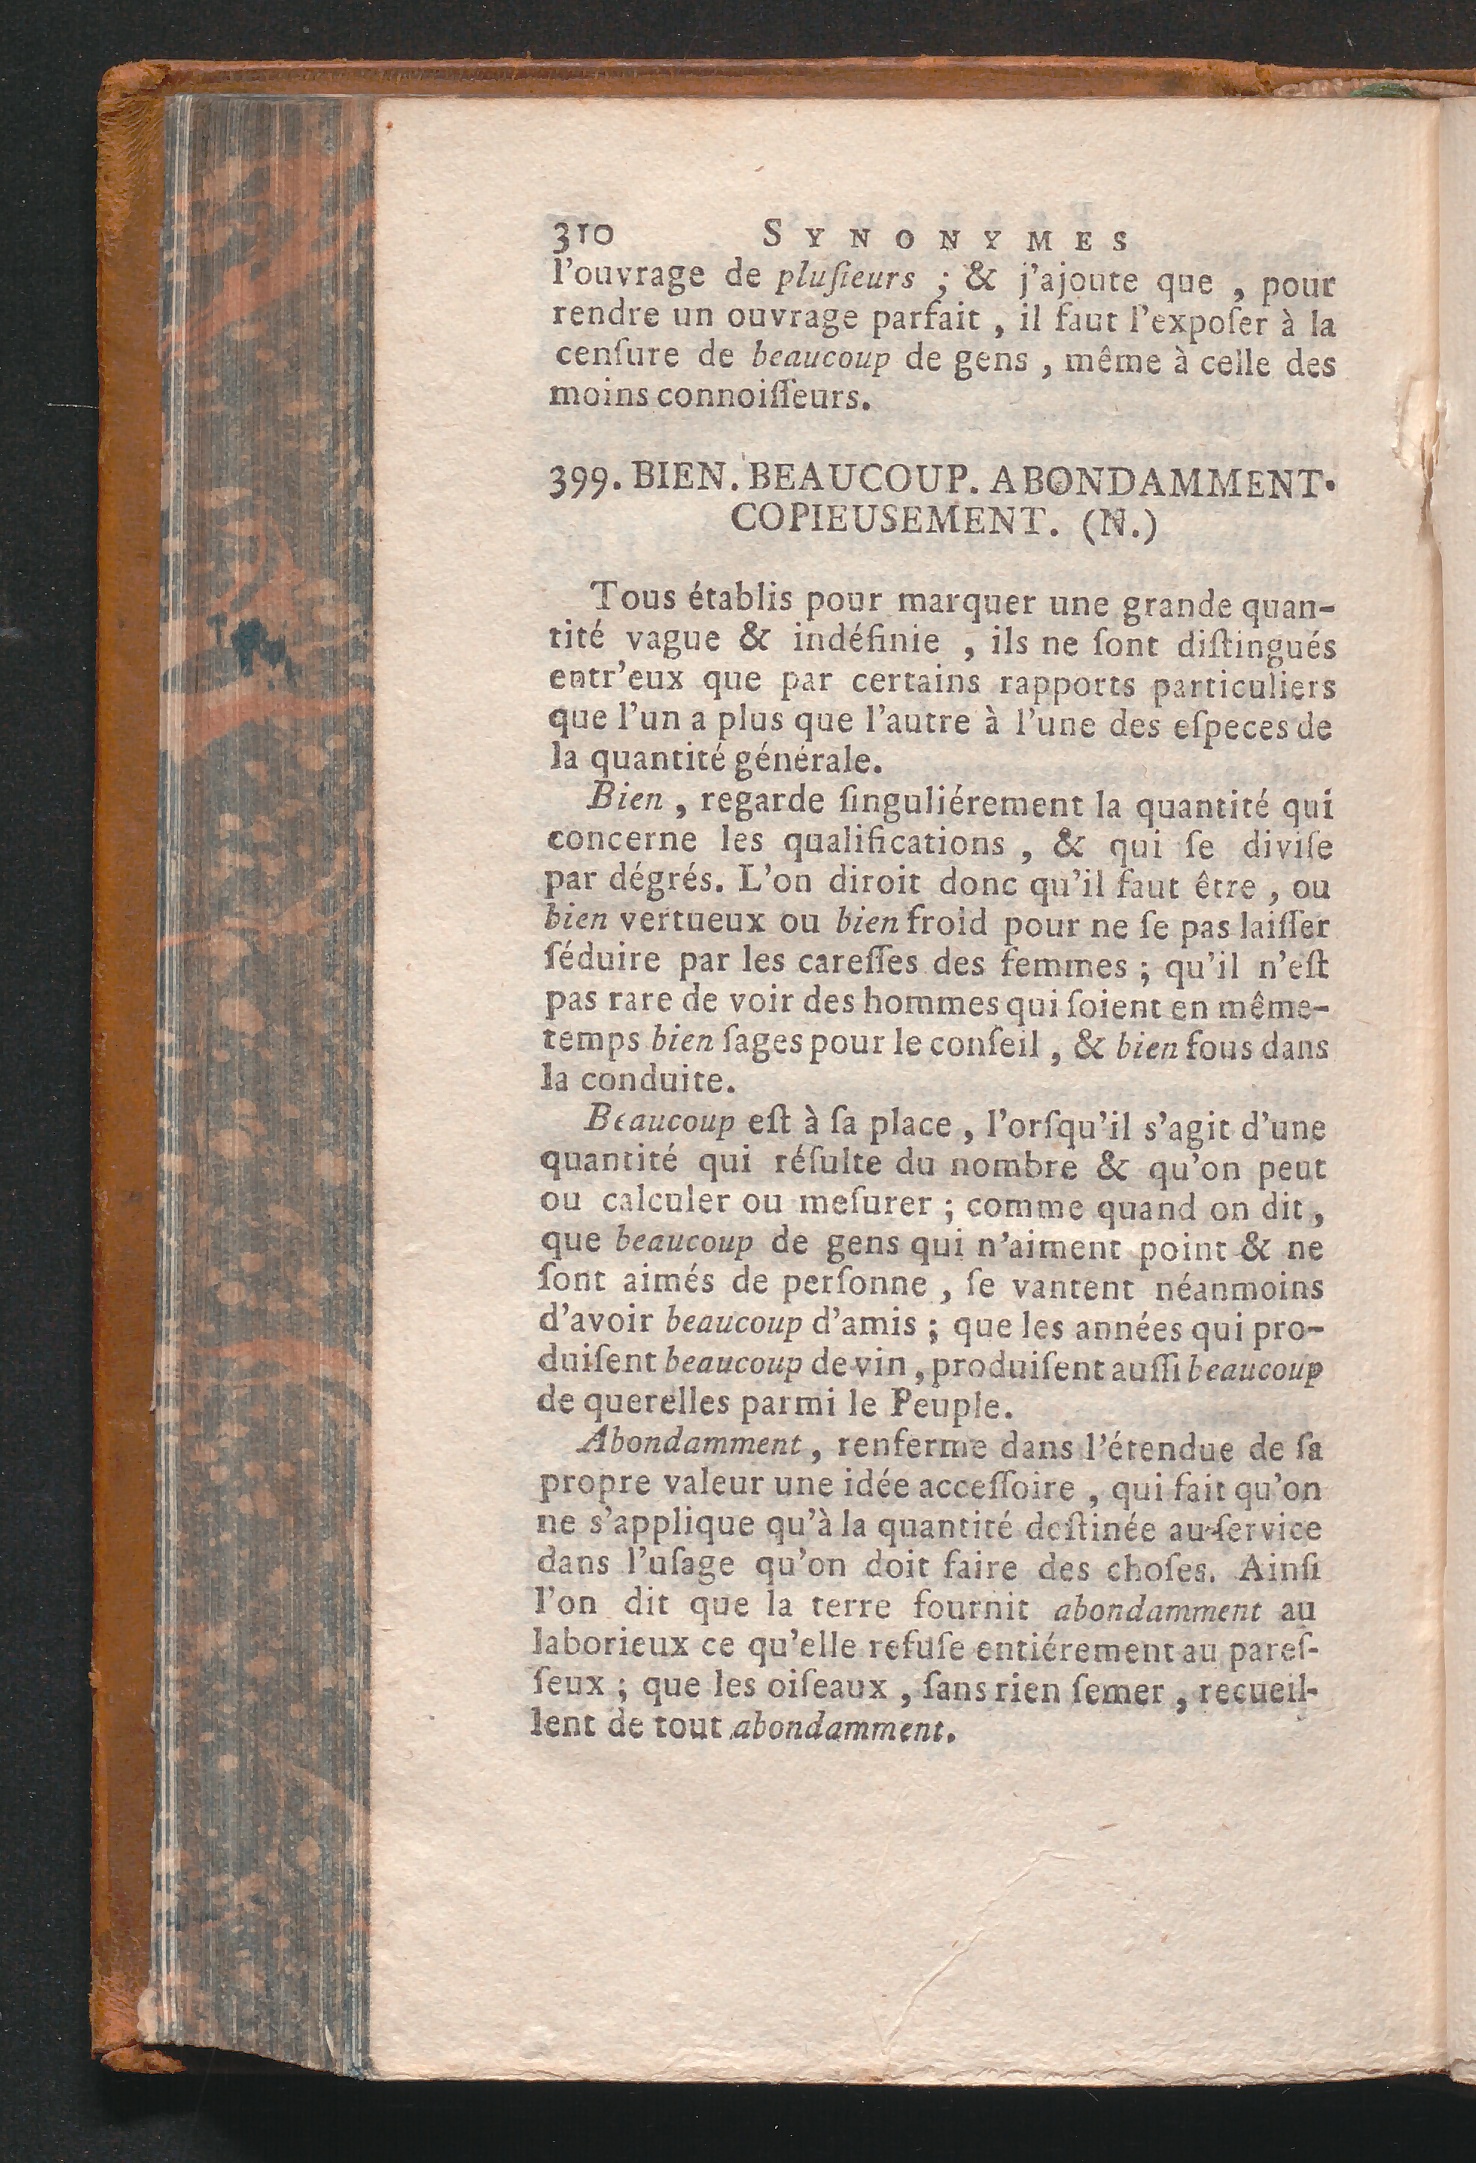 310 SYNONYMES
l'ouvrage de pluſieurs ; & j'ajoute que , pour
rendre un ouvrage parfait , il faut l'expoſer à la
cenſure de beaucoup de gens , même à celle des
moins connoiſſeurs.
399. BIEN. BEAUCOUP. ABONDAMMENT.
COPIEUSEMENT. (N.)
Tous établis pour marquer une grande quan-
tité vague & indéfinie , ils ne ſont diſtingués
entr'eux que par certains rapports particuliers
que l'un a plus que l'autre à l'une des eſpeces de
la quantité générale.
Bien , regarde ſinguliérement la quantité qui
concerne les qualifications , & qui ſe diviſe
par dégrés. L'on diroit donc qu'il faut être , ou
bien vertueux ou bien froid pour ne ſe pas laiſſer
ſéduire par les careſſes des femmes ; qu'il n'eſt
pas rare de voir des hommes qui ſoient en même-
temps bien ſages pour le conſeil , & bien fous dans
la conduite.
Beaucoup eſt à ſa place , l'orſqu'il s'agit d'une
quantité qui réſulte du nombre & qu'on peut
ou calculer ou meſurer ; comme quand on dit ,
que beaucoup de gens qui n'aiment point & ne
ſont aimés de perſonne , ſe vantent néanmoins
d'avoir beaucoup d'amis ; que les années qui pro-
duiſent beaucoup de vin , produiſent auſſi beaucoup
de querelles parmi le Peuple.
Abondamment , renferme dans l'étendue de ſa
propre valeur une idée acceſſoire , qui fait qu'on
ne s'applique qu'à la quantité deſtinée au ſervice
dans l'uſage qu'on doit faire des choſes. Ainſi
l'on dit que la terre fournit abondamment au
laborieux ce qu'elle refuſe entiérement au pareſ-
ſeux ; que les oiſeaux , ſans rien ſemer , recueil-
lent de tout abondamment.